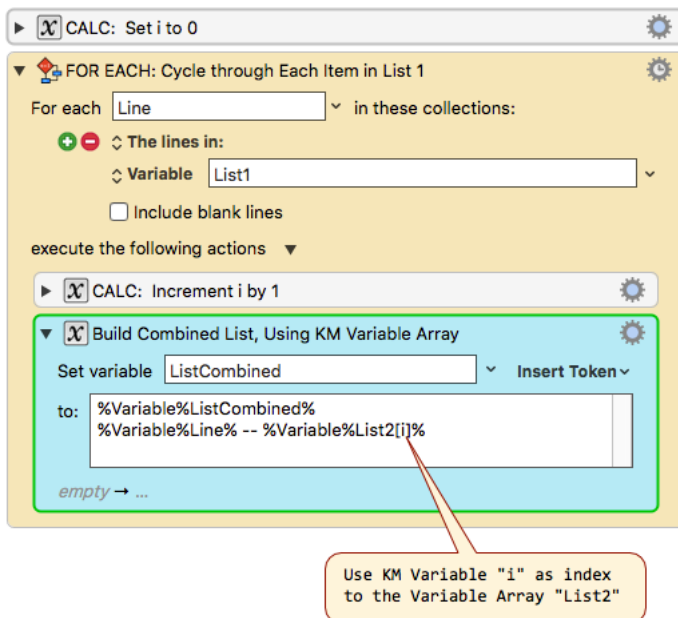 CALC:  Set i to 0
FOR EACH: Cycle through Each Item in List 1
For each Line in these collections:
The lines in:
Variable List1
Include blank lines
execute the following actions
CALC:  Increment i by 1
Build Combined List, Using KM Variable Array
Set variable ListCombined Insert Token
to: %Variable%ListCombined%
%Variable%Line% -- %Variable%List2[i]%
empty → ...
Use KM Variable "i" as index
to the Variable Array "List2"